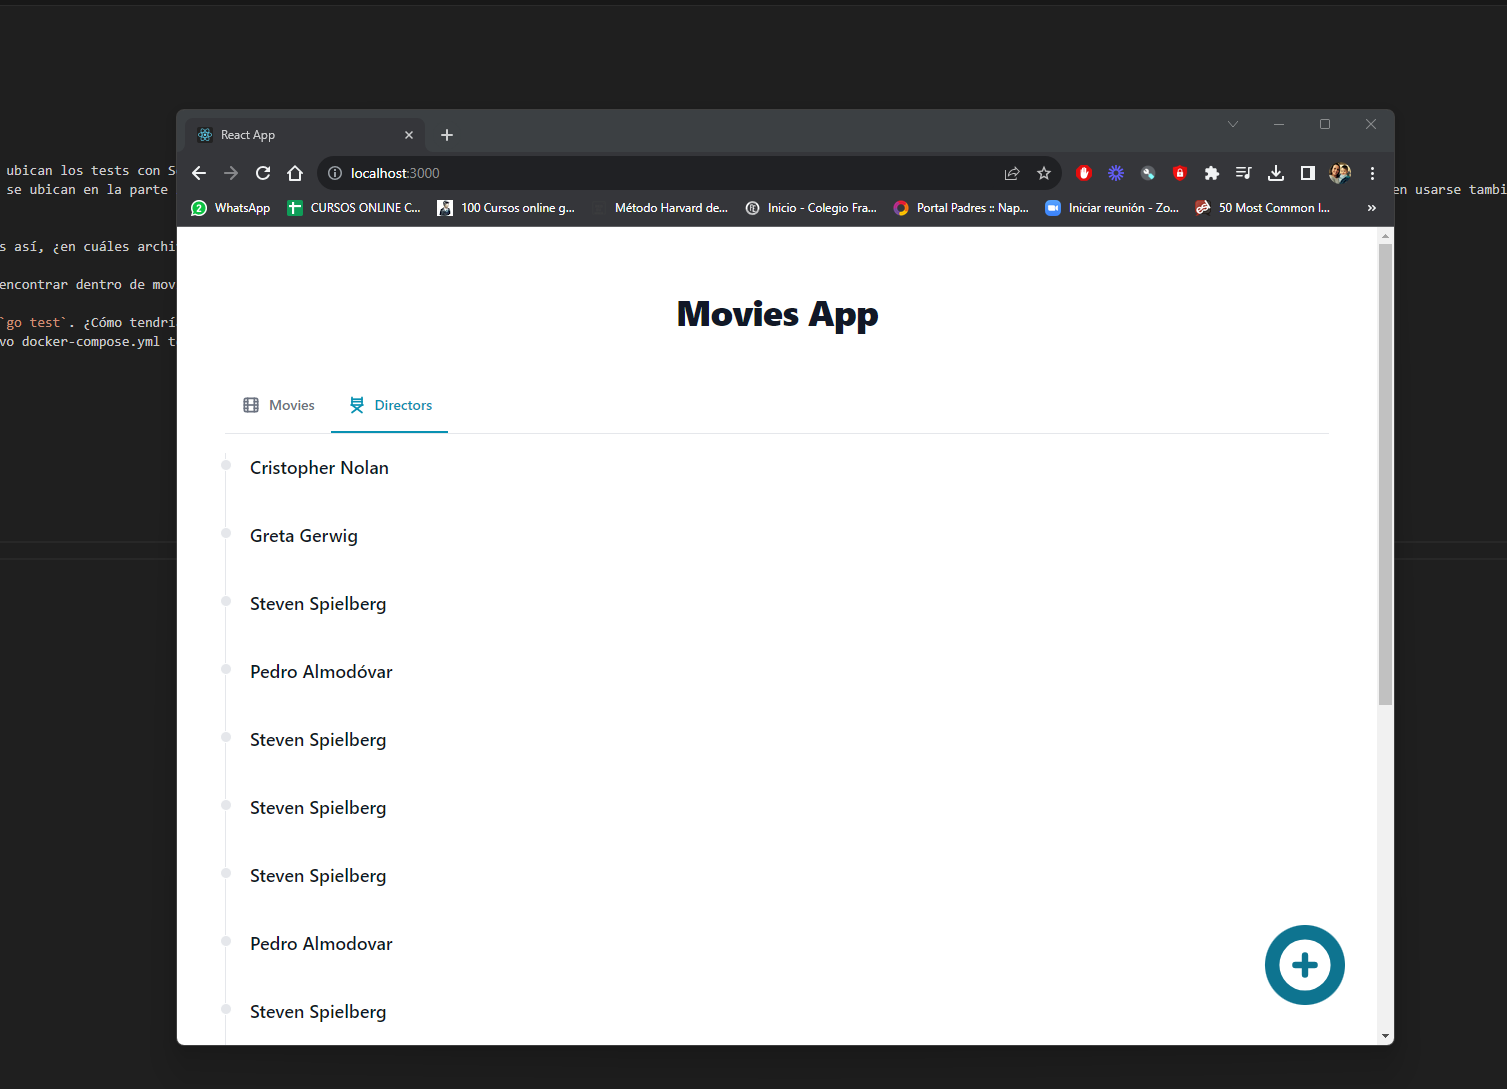 React App
localhost:3000
WhatsApp CURSOS ONLINE C... 100 Cursos online g... Método Harvard de... Inicio - Colegio Fra... Portal Padres :: Nap... Iniciar reunión - Zo... 50 Most Common I... »
ubican los tests con S
se ubican en la parte en usarse tambi
s así, ¿en cuáles archi
encontrar dentro de mov
`go test`. ¿Cómo tendrí
vo docker-compose.yml t
Movies App
Movies Directors
Cristopher Nolan
Greta Gerwig
Steven Spielberg
Pedro Almodóvar
Steven Spielberg
Steven Spielberg
Steven Spielberg
Pedro Almodovar
Steven Spielberg